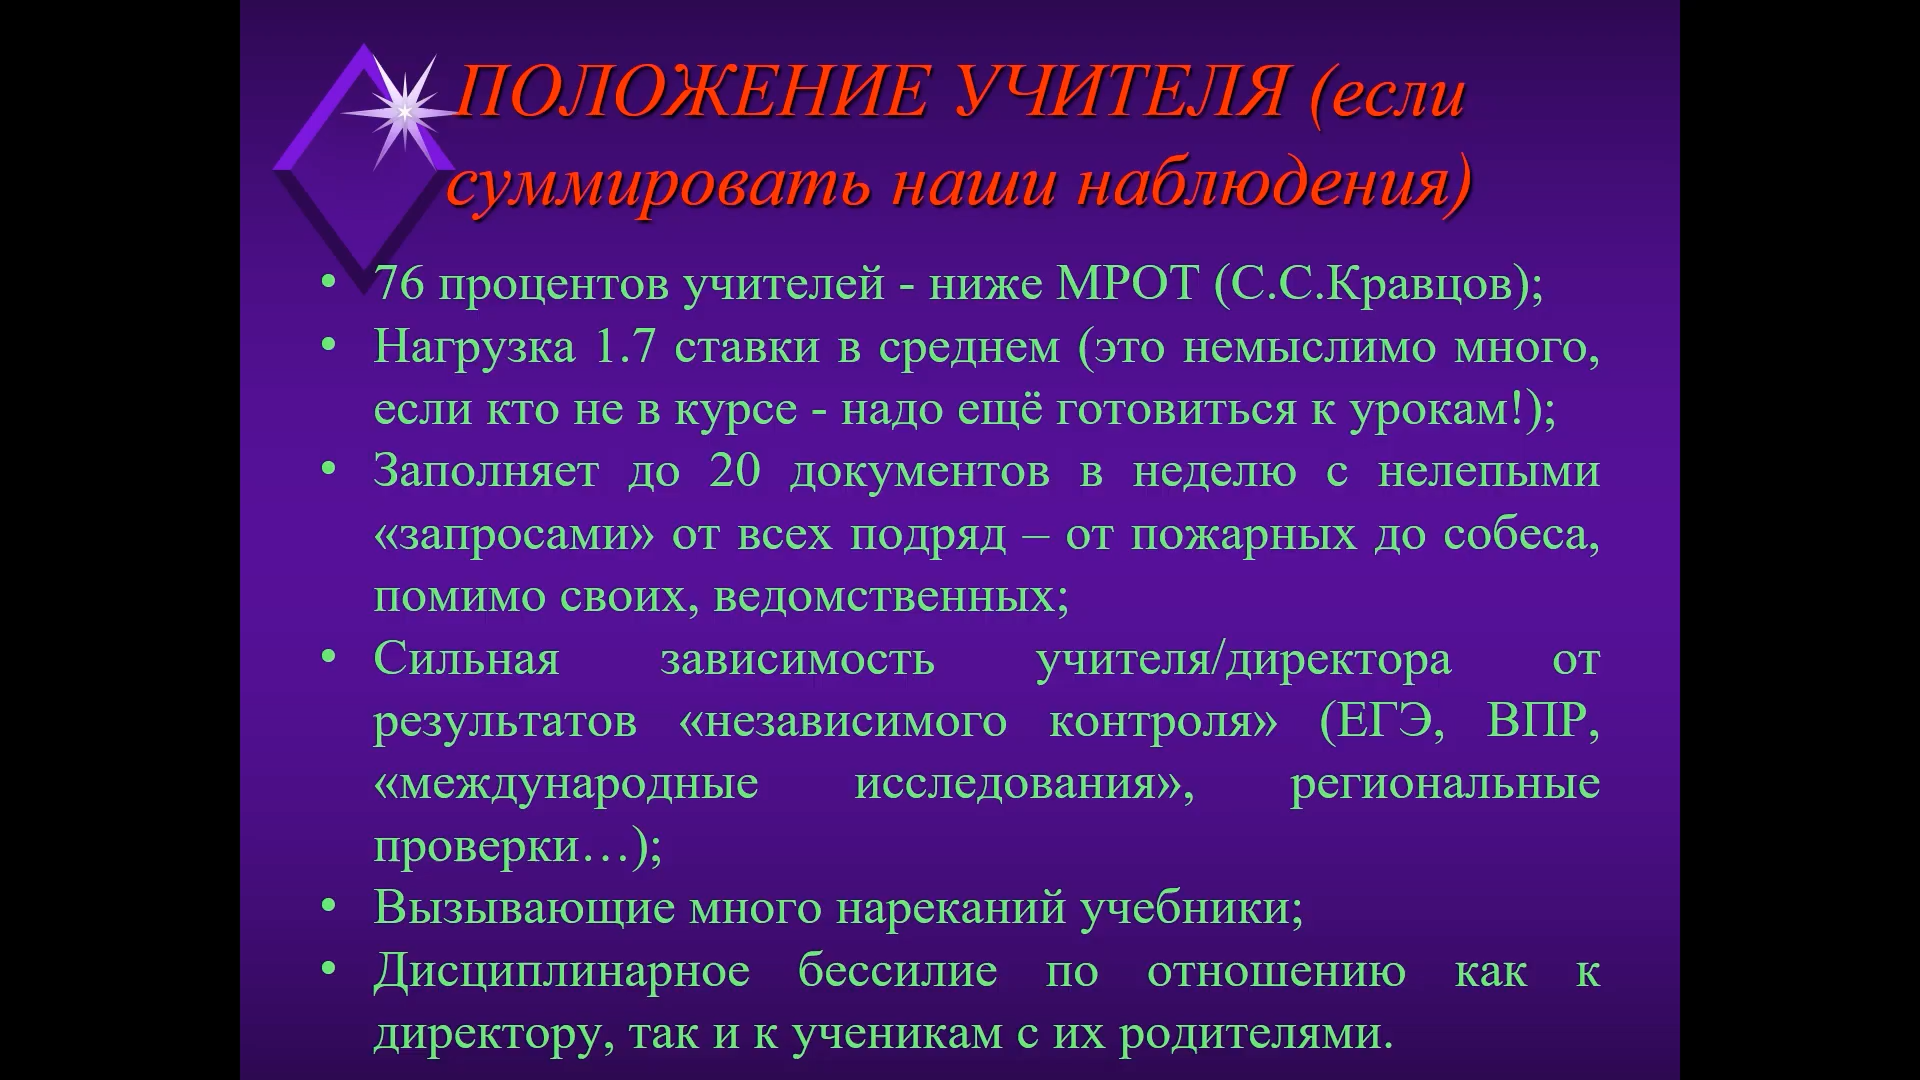 ПОЛОЖЕНИЕ УЧИТЕЛЯ (если
суммировать наши наблюдения)
• 76 процентов учителей - ниже МРОТ (С.С.Кравцов);
• Нагрузка 1.7 ставки в среднем (это немыслимо много,
если кто не в курсе - надо ещё готовиться к урокам!);
• Заполняет до 20 документов в неделю с нелепыми
«запросами» от всех подряд – от пожарных до собеса,
помимо своих, ведомственных;
• Сильная зависимость учителя/директора от
результатов «независимого контроля» (ЕГЭ, ВПР,
«международные исследования», региональные
проверки…);
• Вызывающие много нареканий учебники;
• Дисциплинарное бессилие по отношению как к
директору, так и к ученикам с их родителями.